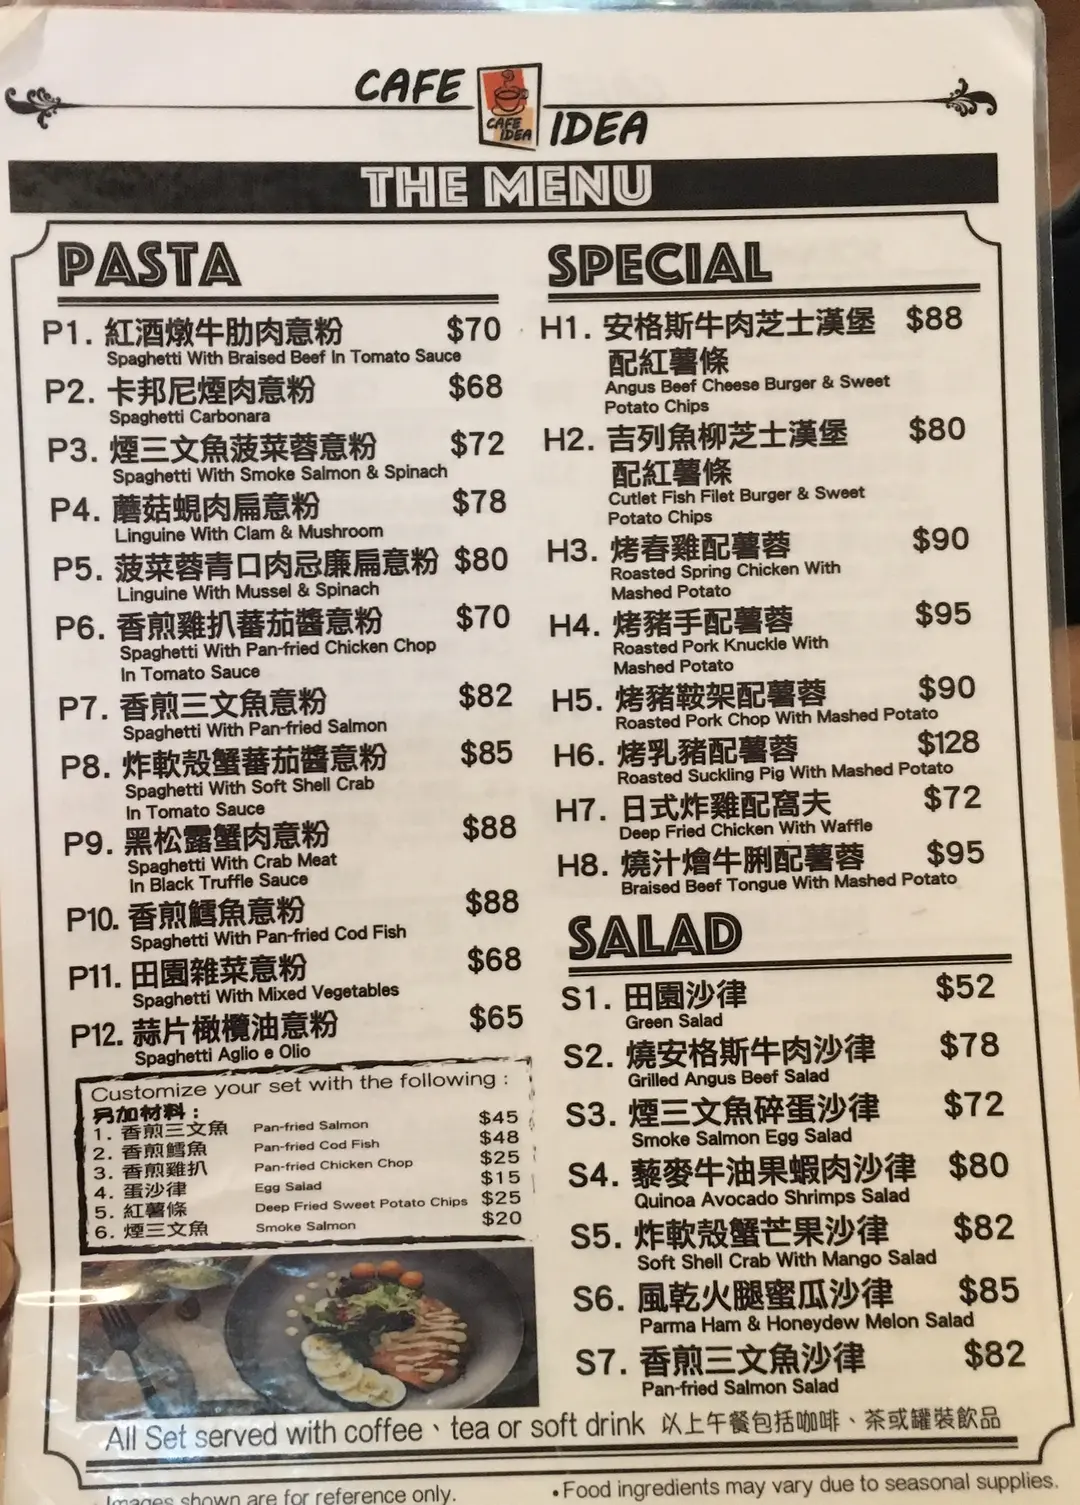 CAFE
CAFE IDEA
IDEA
THE MENU
PASTA
P1. 紅酒燉牛肋肉意粉 $70
Spaghetti With Braised Beef In Tomato Sauce
P2. 卡邦尼煙肉意粉 $68
Spaghetti Carbonara
P3. 煙三文魚菠菜蓉意粉 $72
Spaghetti With Smoke Salmon & Spinach
P4. 蘑菇蜆肉扁意粉 $78
Linguine With Clam & Mushroom
P5. 菠菜蓉青口肉忌廉扁意粉 $80
Linguine With Mussel & Spinach
P6. 香煎雞扒蕃茄醬意粉 $70
Spaghetti With Pan-fried Chicken Chop
In Tomato Sauce
P7. 香煎三文魚意粉 $82
Spaghetti With Pan-fried Salmon
P8. 炸軟殼蟹蕃茄醬意粉 $85
Spaghetti With Soft Shell Crab
In Tomato Sauce
P9. 黑松露蟹肉意粉 $88
Spaghetti With Crab Meat
In Black Truffle Sauce
P10. 香煎鱈魚意粉 $88
Spaghetti With Pan-fried Cod Fish
P11. 田園雜菜意粉 $68
Spaghetti With Mixed Vegetables
P12. 蒜片橄欖油意粉 $65
Spaghetti Aglio e Olio
Customize your set with the following :
另加材料 :
1. 香煎三文魚 Pan-fried Salmon $45
2. 香煎鱈魚 Pan-fried Cod Fish $48
3. 香煎雞扒 Pan-fried Chicken Chop $25
4. 蛋沙律 Egg Salad $15
5. 紅薯條 Deep Fried Sweet Potato Chips $25
6. 煙三文魚 Smoke Salmon $20
SPECIAL
H1. 安格斯牛肉芝士漢堡 $88
配紅薯條
Angus Beef Cheese Burger & Sweet
Potato Chips
H2. 吉列魚柳芝士漢堡 $80
配紅薯條
Cutlet Fish Filet Burger & Sweet
Potato Chips
H3. 烤春雞配薯蓉 $90
Roasted Spring Chicken With
Mashed Potato
H4. 烤豬手配薯蓉 $95
Roasted Pork Knuckle With
Mashed Potato
H5. 烤豬鞍架配薯蓉 $90
Roasted Pork Chop With Mashed Potato
H6. 烤乳豬配薯蓉 $128
Roasted Suckling Pig With Mashed Potato
H7. 日式炸雞配窩夫 $72
Deep Fried Chicken With Waffle
H8. 燒汁燴牛脷配薯蓉 $95
Braised Beef Tongue With Mashed Potato
SALAD
S1. 田園沙律 $52
Green Salad
S2. 燒安格斯牛肉沙律 $78
Grilled Angus Beef Salad
S3. 煙三文魚碎蛋沙律 $72
Smoke Salmon Egg Salad
S4. 藜麥牛油果蝦肉沙律 $80
Quinoa Avocado Shrimps Salad
S5. 炸軟殼蟹芒果沙律 $82
Soft Shell Crab With Mango Salad
S6. 風乾火腿蜜瓜沙律 $85
Parma Ham & Honeydew Melon Salad
S7. 香煎三文魚沙律 $82
Pan-fried Salmon Salad
All Set served with coffee、tea or soft drink 以上午餐包括咖啡、茶或罐裝飲品
Images shown are for reference only.
•Food ingredients may vary due to seasonal supplies.